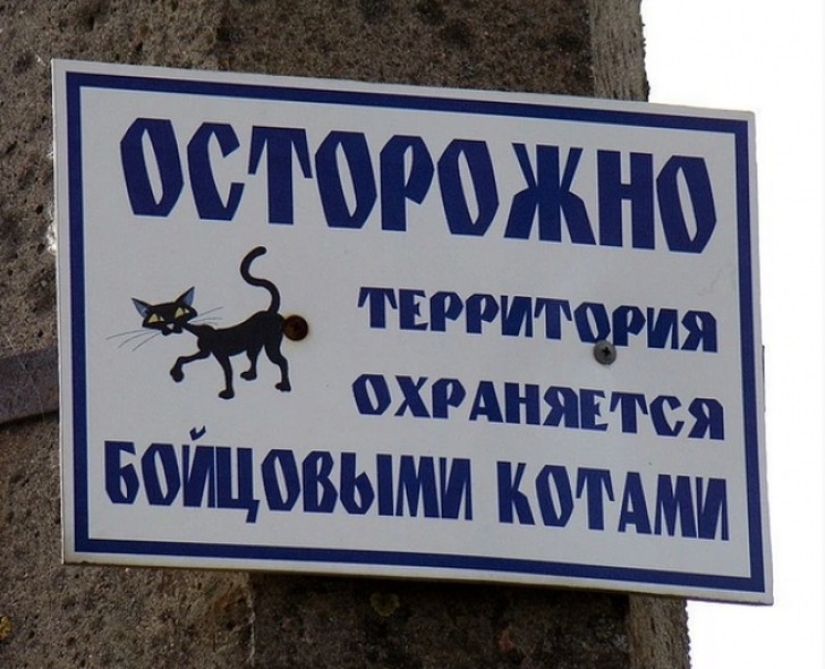 ОСТОРОЖНО
ТЕРРИТОРИЯ
ОХРАНЯЕТСЯ
БОЙЦОВЫМИ КОТАМИ